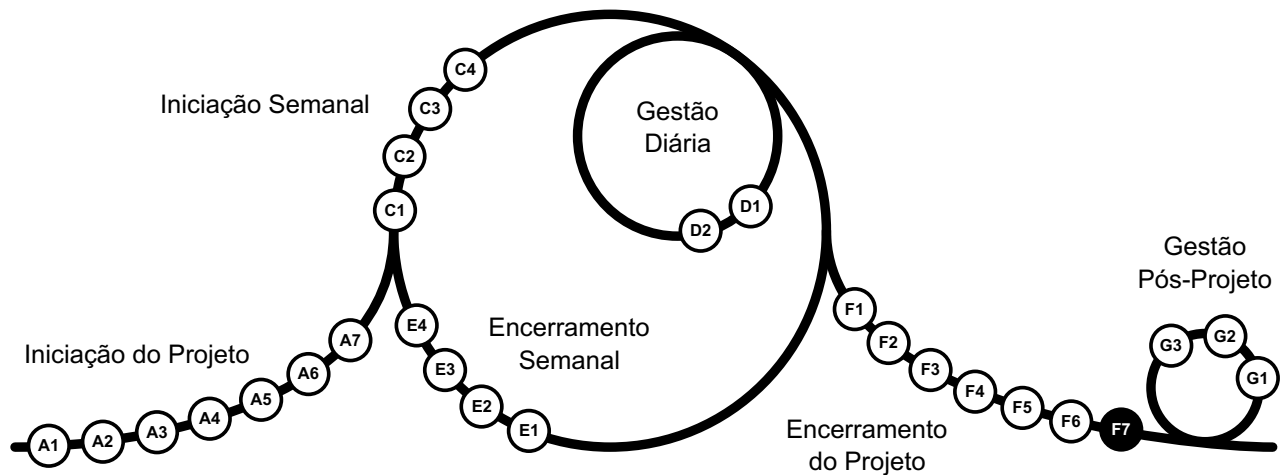 Iniciação do Projeto
A1
A2
A3
A4
A5
A6
A7
Iniciação Semanal
C1
C2
C3
C4
Gestão
Diária
D1
D2
Encerramento
Semanal
E1
E2
E3
E4
Encerramento
do Projeto
F1
F2
F3
F4
F5
F6
F7
Gestão
Pós-Projeto
G1
G2
G3